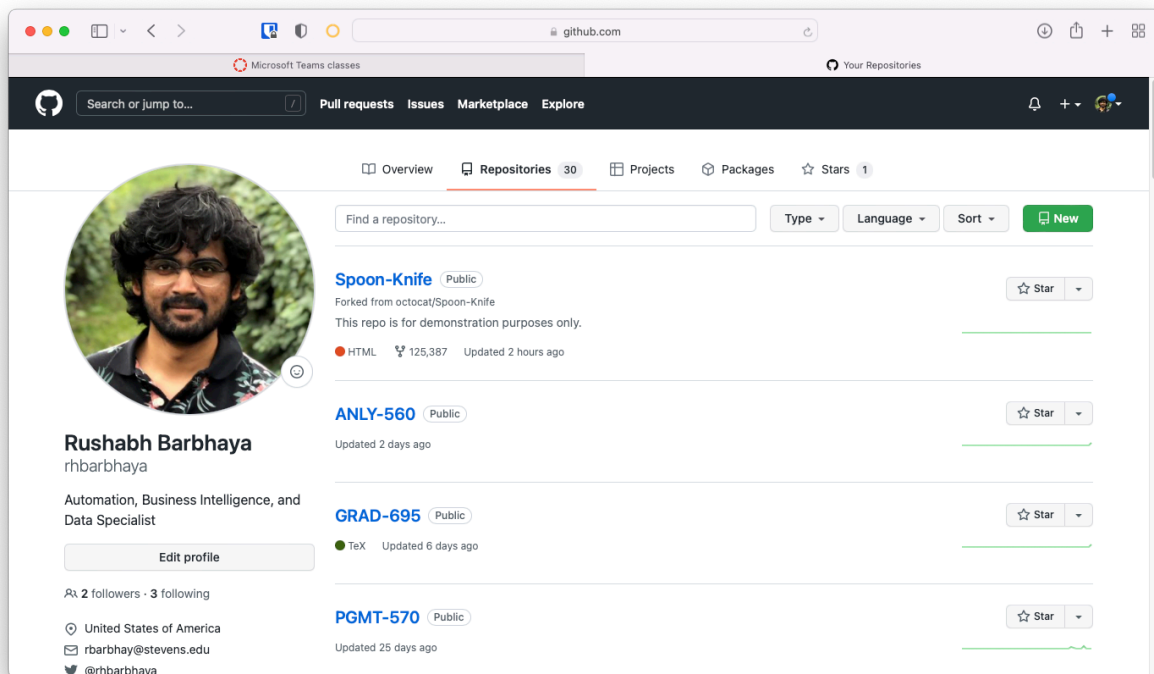 github.com
Microsoft Teams classes
Your Repositories
Search or jump to... /
Pull requests Issues Marketplace Explore
Overview Repositories 30 Projects Packages Stars 1
Find a repository...
Type Language Sort New
Spoon-Knife Public
Star
Forked from octocat/Spoon-Knife
This repo is for demonstration purposes only.
HTML 125,387 Updated 2 hours ago
ANLY-560 Public
Star
Updated 2 days ago
GRAD-695 Public
Star
TeX Updated 6 days ago
PGMT-570 Public
Star
Updated 25 days ago
Rushabh Barbhaya
rhbarbhaya
Automation, Business Intelligence, and
Data Specialist
Edit profile
2 followers · 3 following
United States of America
rbarbhay@stevens.edu
@rhbarbhaya